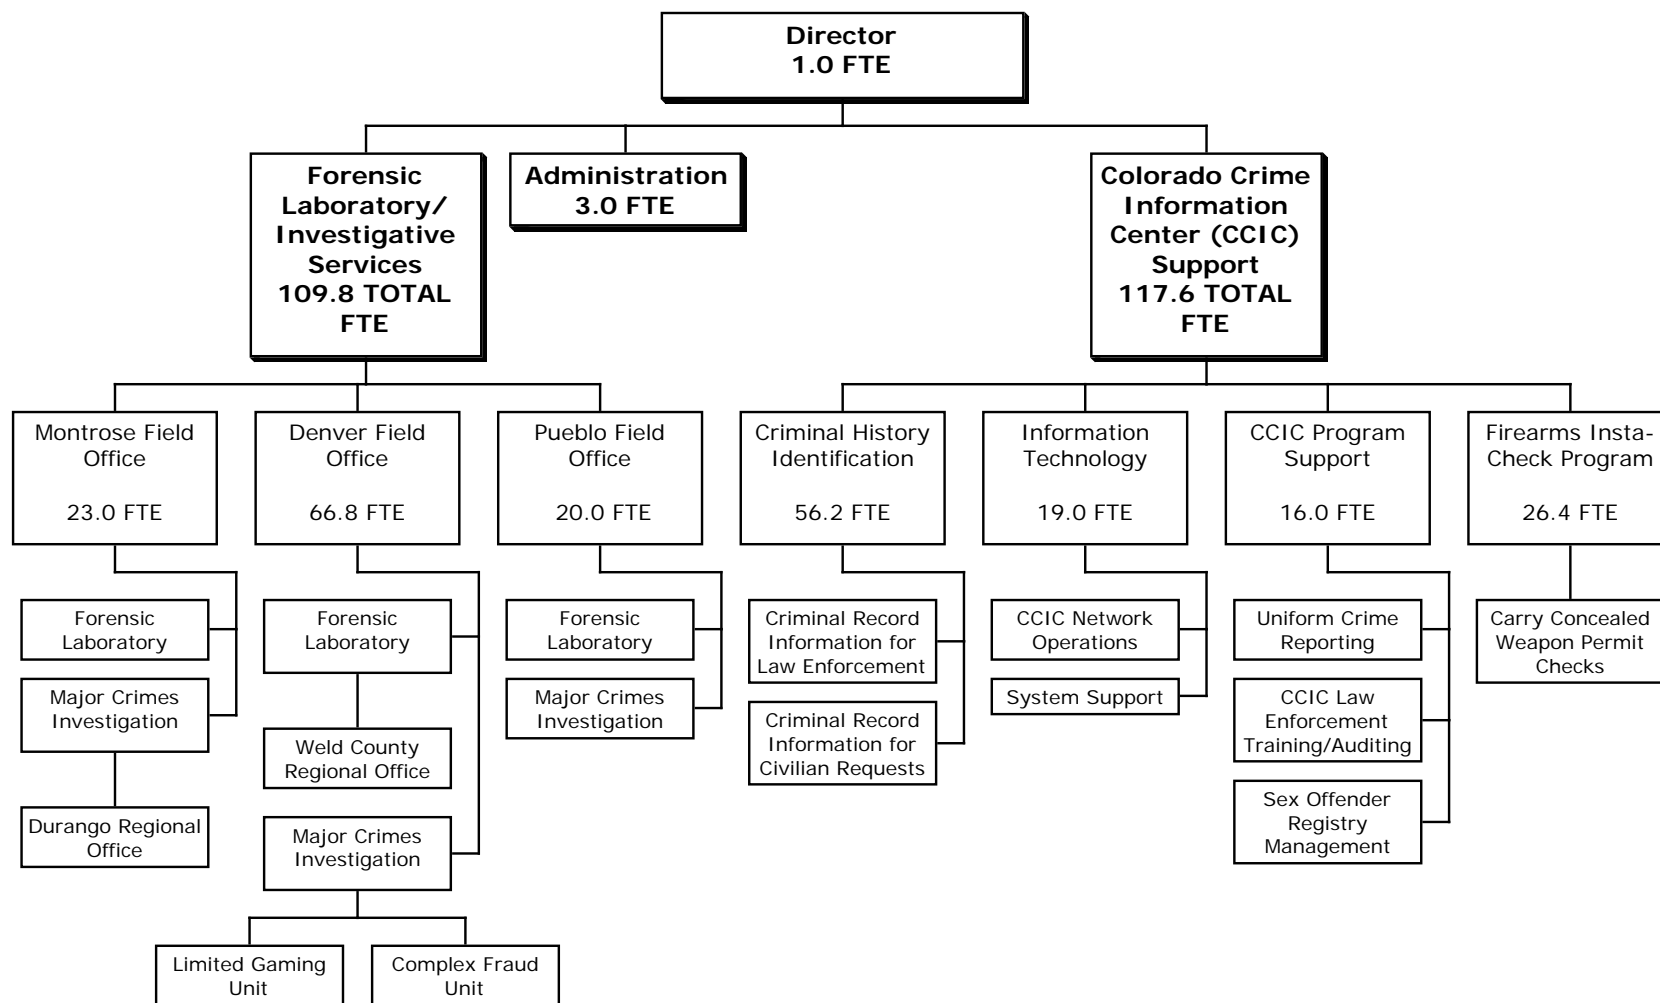 Director
1.0 FTE
Forensic
Laboratory/
Investigative
Services
109.8 TOTAL
FTE
Administration
3.0 FTE
Colorado Crime
Information
Center (CCIC)
Support
117.6 TOTAL
FTE
Montrose Field
Office
23.0 FTE
Denver Field
Office
66.8 FTE
Pueblo Field
Office
20.0 FTE
Criminal History
Identification
56.2 FTE
Information
Technology
19.0 FTE
CCIC Program
Support
16.0 FTE
Firearms Insta-
Check Program
26.4 FTE
Forensic
Laboratory
Major Crimes
Investigation
Durango Regional
Office
Forensic
Laboratory
Weld County
Regional Office
Major Crimes
Investigation
Limited Gaming
Unit
Complex Fraud
Unit
Forensic
Laboratory
Major Crimes
Investigation
Criminal Record
Information for
Law Enforcement
Criminal Record
Information for
Civilian Requests
CCIC Network
Operations
System Support
Uniform Crime
Reporting
CCIC Law
Enforcement
Training/Auditing
Sex Offender
Registry
Management
Carry Concealed
Weapon Permit
Checks